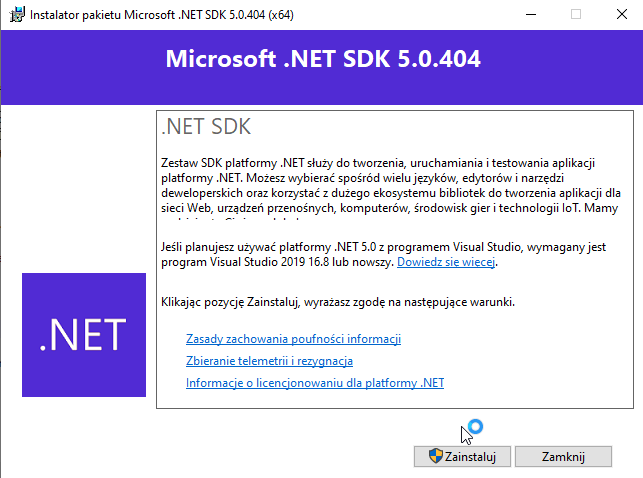 Instalator pakietu Microsoft .NET SDK 5.0.404 (x64)
Microsoft .NET SDK 5.0.404
.NET SDK
Zestaw SDK platformy .NET służy do tworzenia, uruchamiania i testowania aplikacji
platformy .NET. Możesz wybierać spośród wielu języków, edytorów i narzędzi
deweloperskich oraz korzystać z dużego ekosystemu bibliotek do tworzenia aplikacji dla
sieci Web, urządzeń przenośnych, komputerów, środowisk gier i technologii IoT. Mamy
Jeśli planujesz używać platformy .NET 5.0 z programem Visual Studio, wymagany jest
program Visual Studio 2019 16.8 lub nowszy. Dowiedz się więcej.
Klikając pozycję Zainstaluj, wyrażasz zgodę na następujące warunki.
.NET
Zasady zachowania poufności informacji
Zbieranie telemetrii i rezygnacja
Informacje o licencjonowaniu dla platformy .NET
Zainstaluj
Zamknij